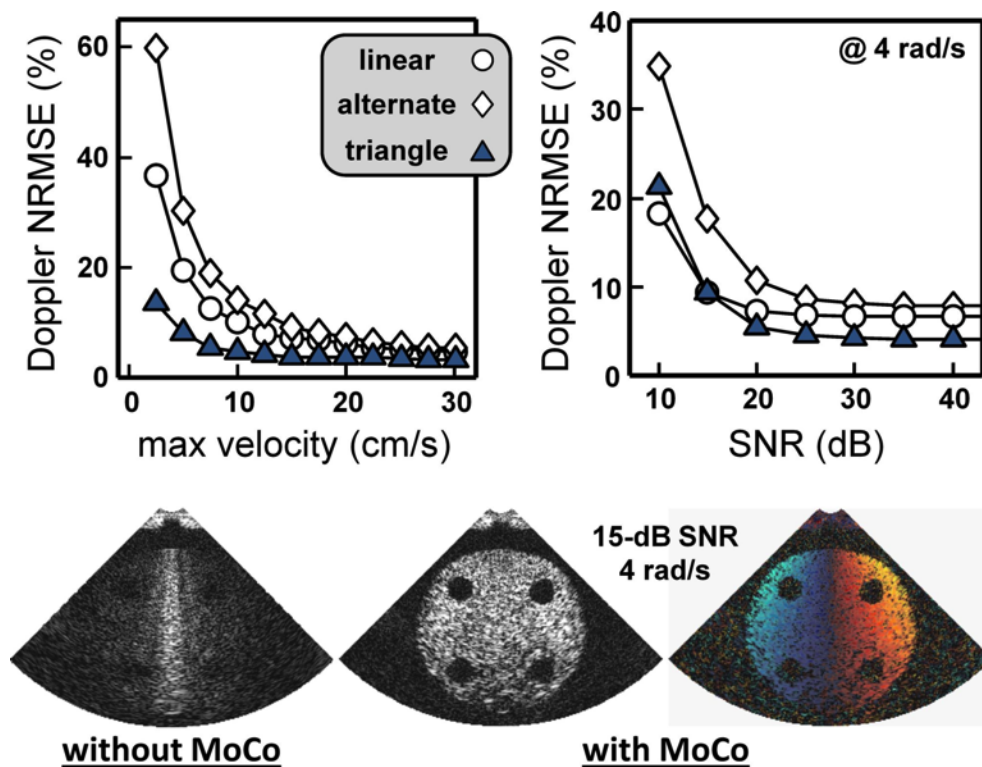 Doppler NRMSE (%)
60
40
20
0
0 10 20 30
max velocity (cm/s)
linear
alternate
triangle
Doppler NRMSE (%)
40
30
20
10
0
10 20 30 40
SNR (dB)
@ 4 rad/s
15-dB SNR
4 rad/s
without MoCo
with MoCo